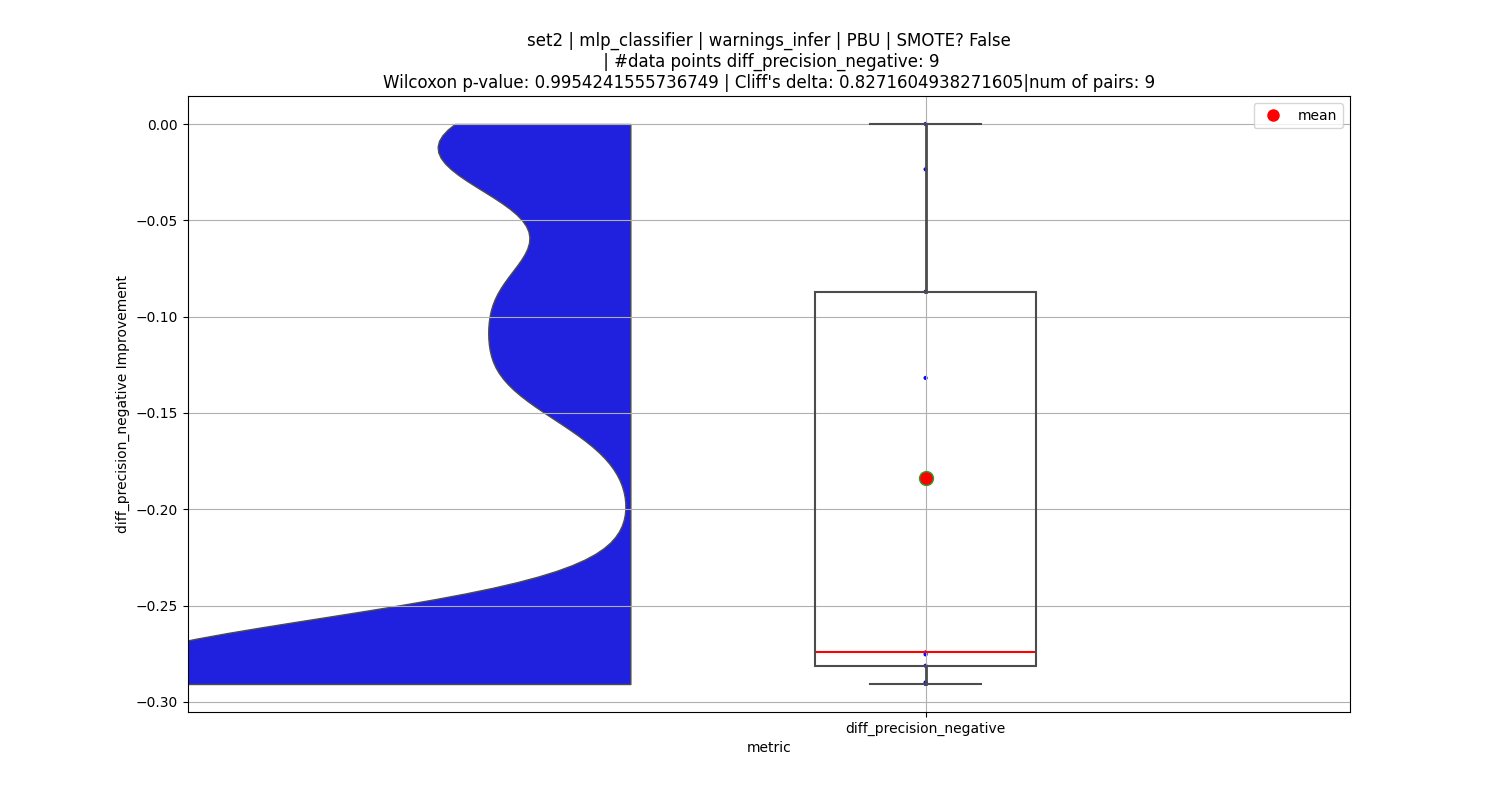 set2 | mlp_classifier | warnings_infer | PBU | SMOTE? False
| #data points diff_precision_negative: 9
Wilcoxon p-value: 0.9954241555736749 | Cliff's delta: 0.8271604938271605|num of pairs: 9
mean
0.00
−0.05
−0.10
−0.15
−0.20
−0.25
−0.30
diff_precision_negative Improvement
diff_precision_negative
metric